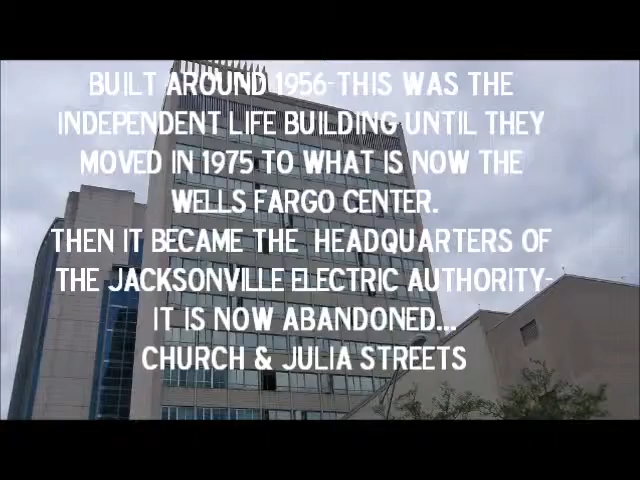 BUILT AROUND 1956-THIS WAS THE
INDEPENDENT LIFE BUILDING UNTIL THEY
MOVED IN 1975 TO WHAT IS NOW THE
WELLS FARGO CENTER.
THEN IT BECAME THE HEADQUARTERS OF
THE JACKSONVILLE ELECTRIC AUTHORITY-
IT IS NOW ABANDONED...
CHURCH & JULIA STREETS